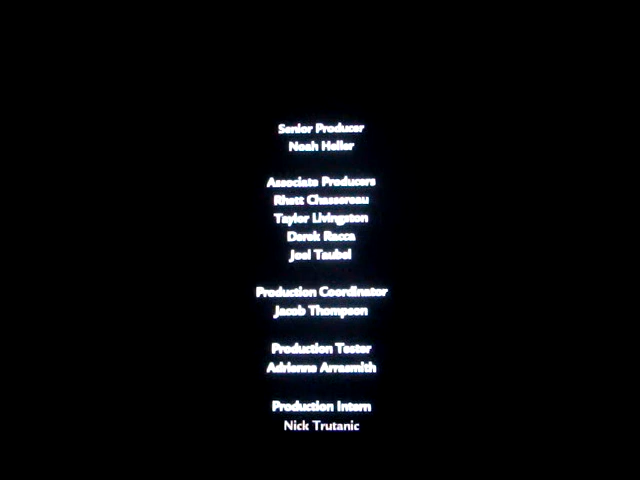 Senior Producer
Noah Heller
Associate Producers
Rhett Chassereau
Taylor Livingston
Derek Racca
Joel Taubel
Production Coordinator
Jacob Thompson
Production Tester
Adrienne Arrasmith
Production Intern
Nick Trutanic